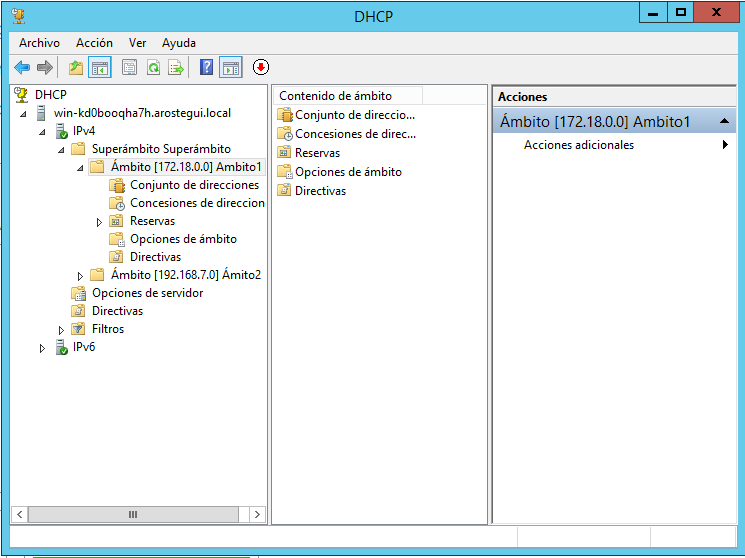 DHCP
Archivo Acción Ver Ayuda
DHCP
win-kd0booqha7h.arostegui.local
IPv4
Superámbito Superámbito
Ámbito [172.18.0.0] Ambito1
Conjunto de direcciones
Concesiones de direccion
Reservas
Opciones de ámbito
Directivas
Ámbito [192.168.7.0] Ámito2
Opciones de servidor
Directivas
Filtros
IPv6
Contenido de ámbito
Conjunto de direccio...
Concesiones de direc...
Reservas
Opciones de ámbito
Directivas
Acciones
Ámbito [172.18.0.0] Ambito1
Acciones adicionales